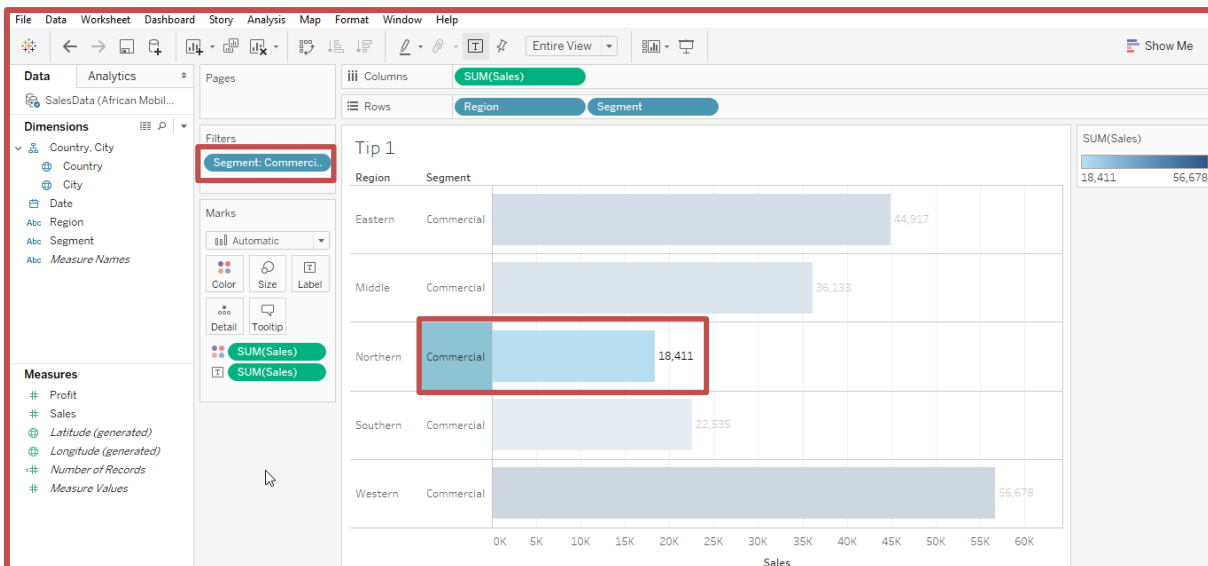 File Data Worksheet Dashboard Story Analysis Map Format Window Help
T Entire View Show Me
Data Analytics
SalesData (African Mobil...
Dimensions
Country, City
Country
City
Date
Abc Region
Abc Segment
Abc Measure Names
Measures
# Profit
# Sales
Latitude (generated)
Longitude (generated)
=# Number of Records
# Measure Values
Pages
Filters
Segment: Commerci..
Marks
Automatic
Color Size T Label
Detail Tooltip
SUM(Sales)
T SUM(Sales)
iii Columns SUM(Sales)
Rows Region Segment
Tip 1
Region Segment
Eastern Commercial 44,917
Middle Commercial 36,133
Northern Commercial 18,411
Southern Commercial 22,535
Western Commercial 56,678
0K 5K 10K 15K 20K 25K 30K 35K 40K 45K 50K 55K 60K
Sales
SUM(Sales)
18,411 56,678